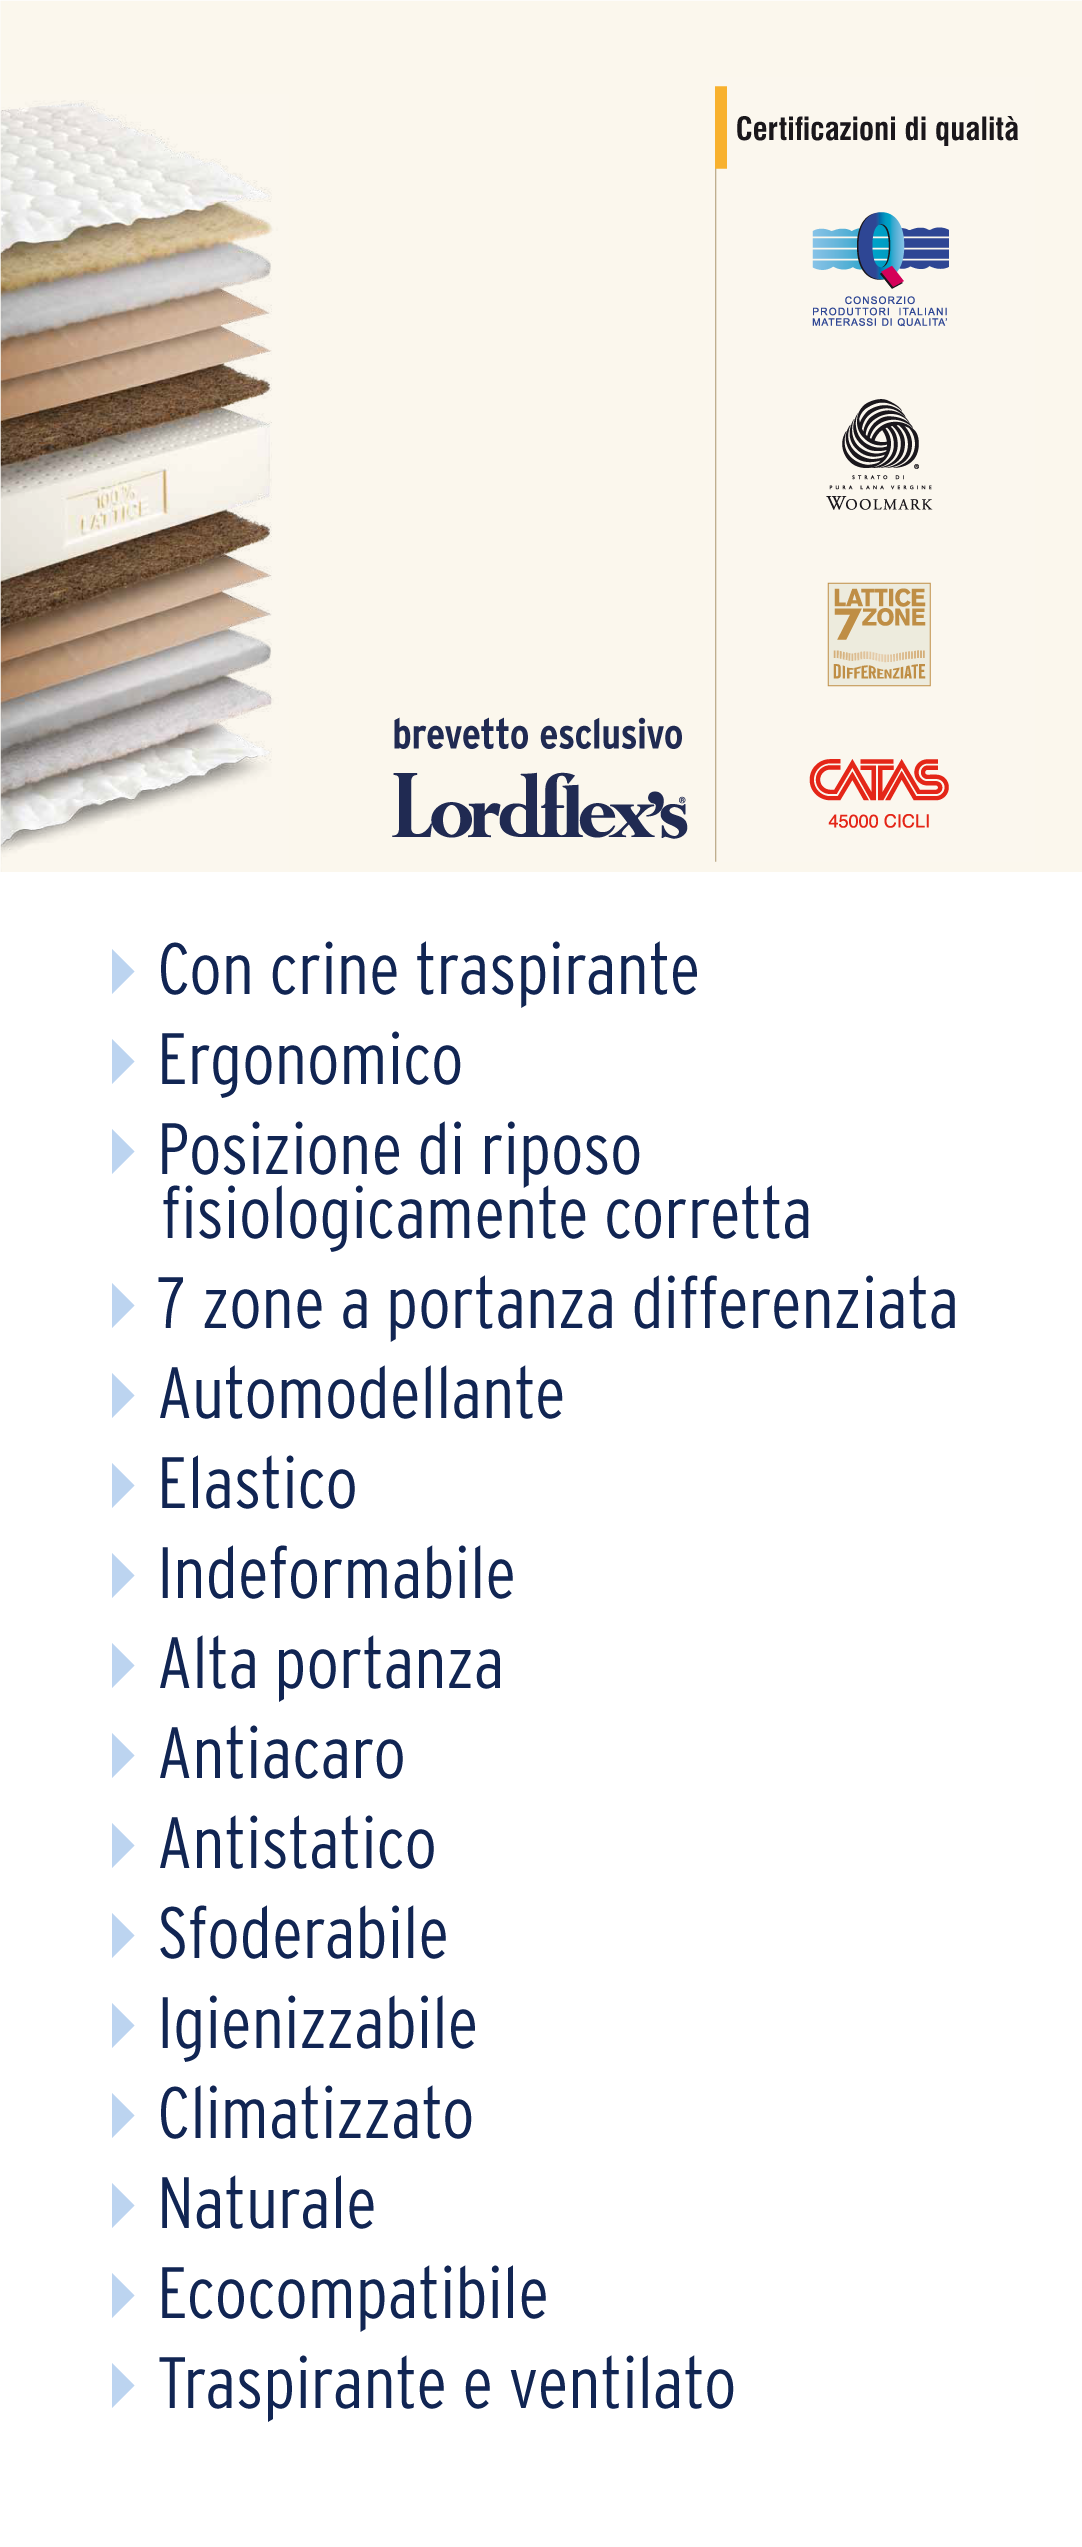 Certificazioni di qualità
CONSORZIO
PRODUTTORI ITALIANI
MATERASSI DI QUALITA'
STRATO DI
PURA LANA VERGINE
WOOLMARK
LATTICE
7 ZONE
DIFFERENZIATE
CATAS
45000 CICLI
100%
LATTICE
brevetto esclusivo
Lordflex's®
Con crine traspirante
Ergonomico
Posizione di riposo
fisiologicamente corretta
7 zone a portanza differenziata
Automodellante
Elastico
Indeformabile
Alta portanza
Antiacaro
Antistatico
Sfoderabile
Igienizzabile
Climatizzato
Naturale
Ecocompatibile
Traspirante e ventilato